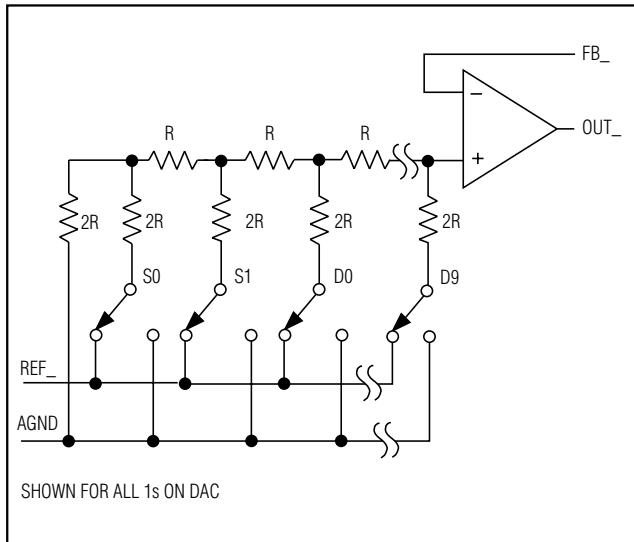 FB_
OUT_
−
+
R R R
2R 2R 2R 2R 2R
S0 S1 D0 D9
REF_
AGND
SHOWN FOR ALL 1s ON DAC